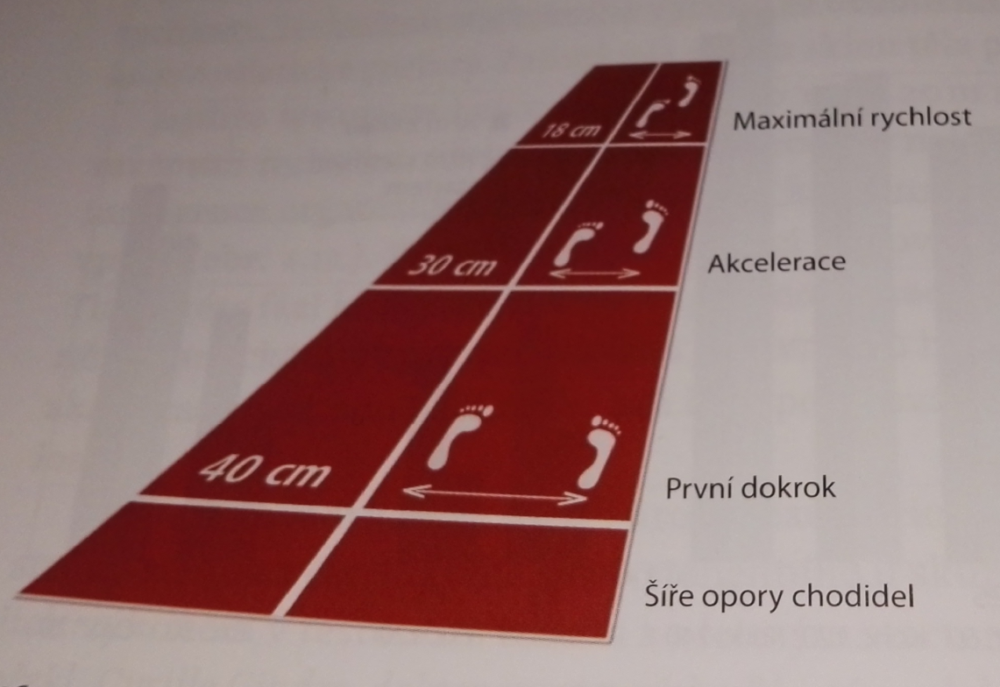 18 cm
Maximální rychlost
30 cm
Akcelerace
40 cm
První dokrok
Šíře opory chodidel